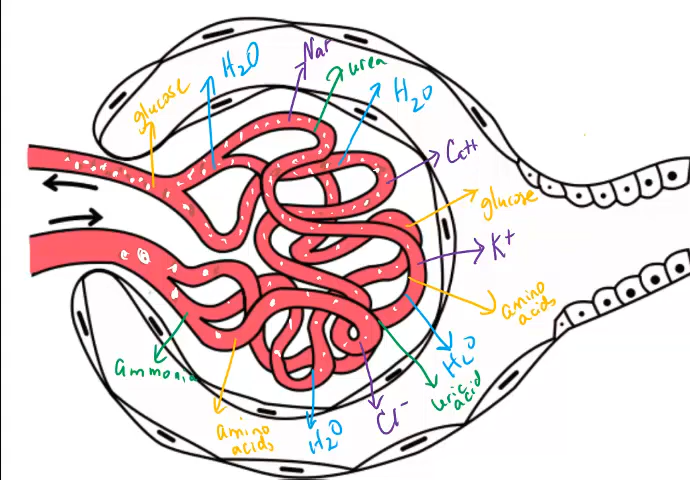 Na+
urea
H2O
H2O
glucose
Ca++
glucose
K+
amino
acids
H2O
uric
acid
Ammonia
amino
acids
H2O
Cl-